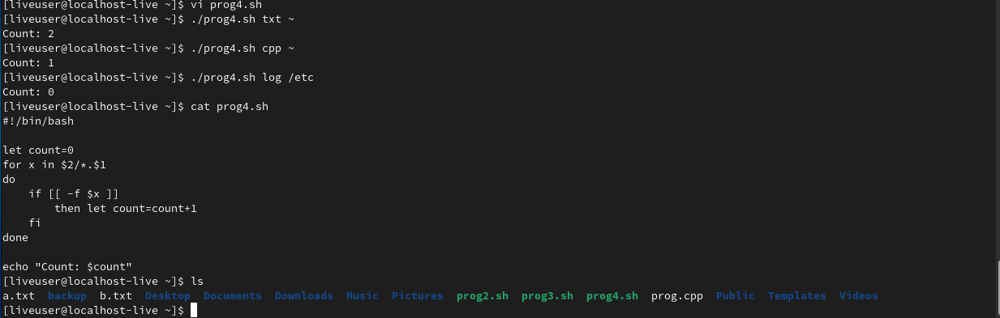 [liveuser@localhost-live ~]$ vi prog4.sh
[liveuser@localhost-live ~]$ ./prog4.sh txt ~
Count: 2
[liveuser@localhost-live ~]$ ./prog4.sh cpp ~
Count: 1
[liveuser@localhost-live ~]$ ./prog4.sh log /etc
Count: 0
[liveuser@localhost-live ~]$ cat prog4.sh
#!/bin/bash

let count=0
for x in $2/*.$1
do
    if [[ -f $x ]]
        then let count=count+1
    fi
done

echo "Count: $count"
[liveuser@localhost-live ~]$ ls
a.txt  backup  b.txt  Desktop  Documents  Downloads  Music  Pictures  prog2.sh  prog3.sh  prog4.sh  prog.cpp  Public  Templates  Videos
[liveuser@localhost-live ~]$